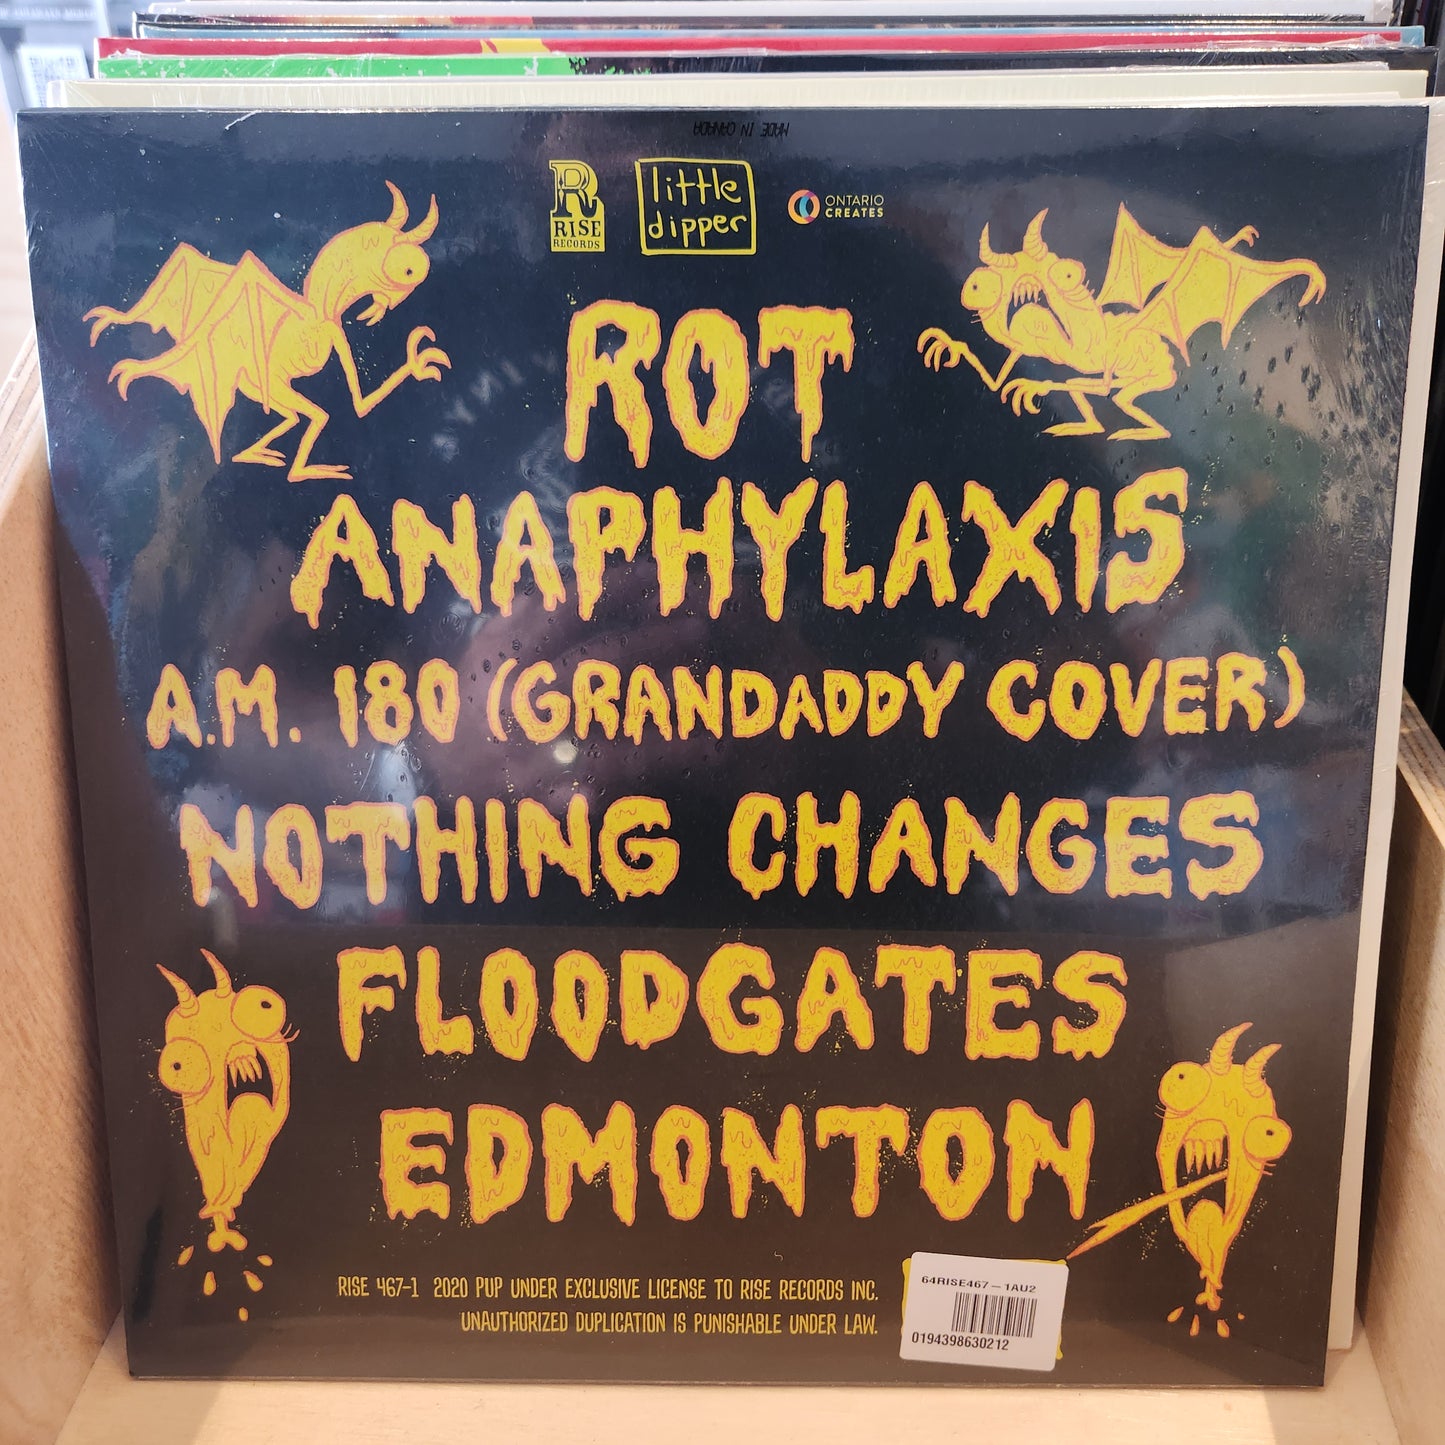 MADE IN CANADA
R
RISE
RECORDS
little
dipper
ONTARIO
CREATES
ROT
ANAPHYLAXIS
A.M. 180 (GRANDADDY COVER)
NOTHING CHANGES
FLOODGATES
EDMONTON
RISE 467-1 2020 PUP UNDER EXCLUSIVE LICENSE TO RISE RECORDS INC.
UNAUTHORIZED DUPLICATION IS PUNISHABLE UNDER LAW.
64RISE467-1AU2
0194398630212